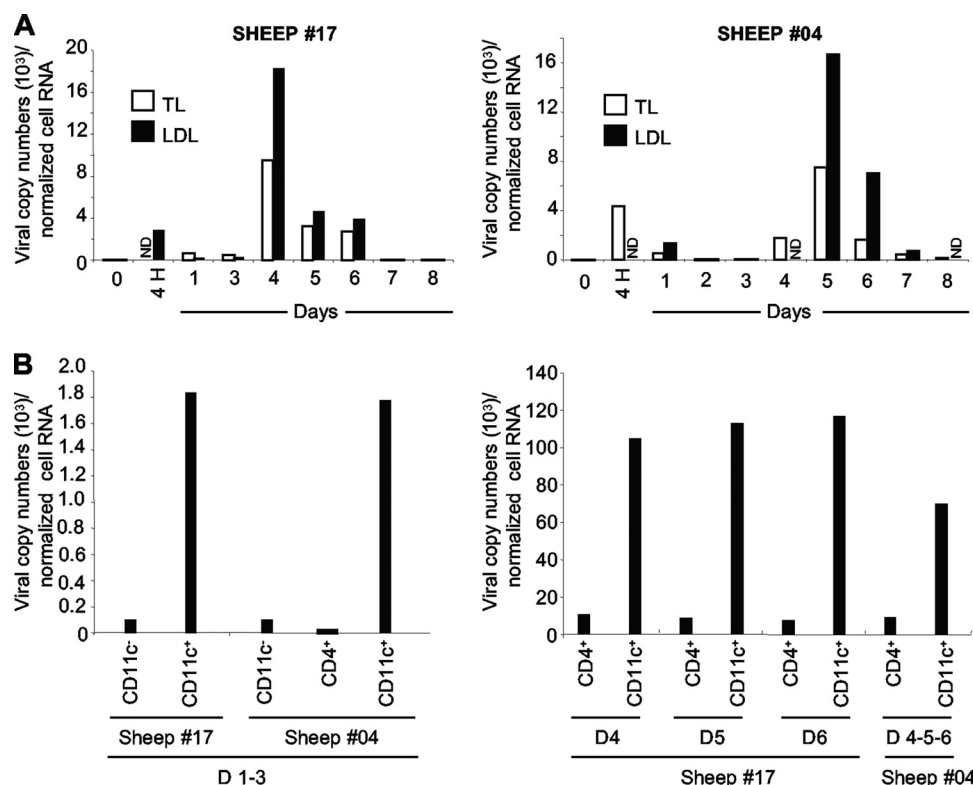 A
SHEEP #17
Viral copy numbers (10³)/
normalized cell RNA
20
16
12
8
4
0
TL
LDL
ND
0 4 H 1 3 4 5 6 7 8
Days
SHEEP #04
Viral copy numbers (10³)/
normalized cell RNA
16
12
8
4
0
TL
LDL
ND ND ND
0 4 H 1 2 3 4 5 6 7 8
Days
B
Viral copy numbers (10³)/
normalized cell RNA
2.0
1.8
1.6
1.4
1.2
1.0
0.8
0.6
0.4
0.2
0
CD11c⁻ CD11c⁺ CD11c⁻ CD4⁺ CD11c⁺
Sheep #17 Sheep #04
D 1-3
Viral copy numbers (10³)/
normalized cell RNA
140
120
100
80
60
40
20
0
CD4⁺ CD11c⁺ CD4⁺ CD11c⁺ CD4⁺ CD11c⁺ CD4⁺ CD11c⁺
D4 D5 D6 D 4-5-6
Sheep #17 Sheep #04